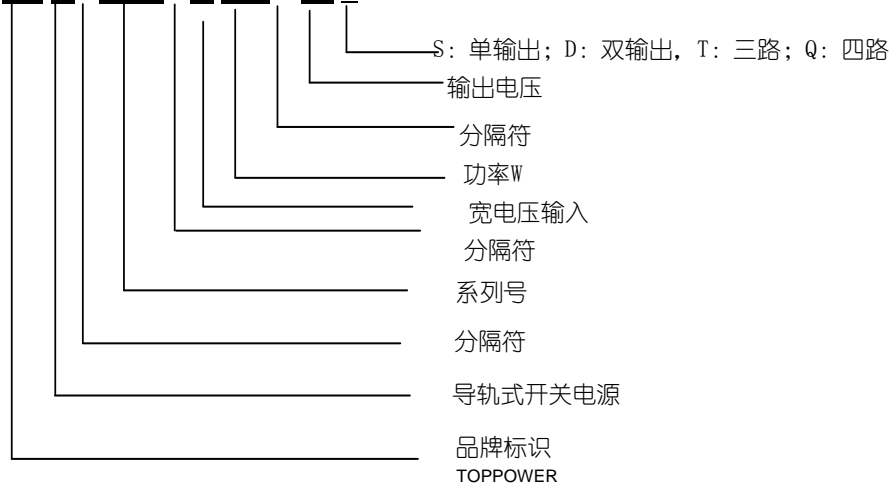 S: 单输出; D: 双输出, T: 三路; Q: 四路
输出电压
分隔符
功率W
宽电压输入
分隔符
系列号
分隔符
导轨式开关电源
品牌标识
TOPPOWER